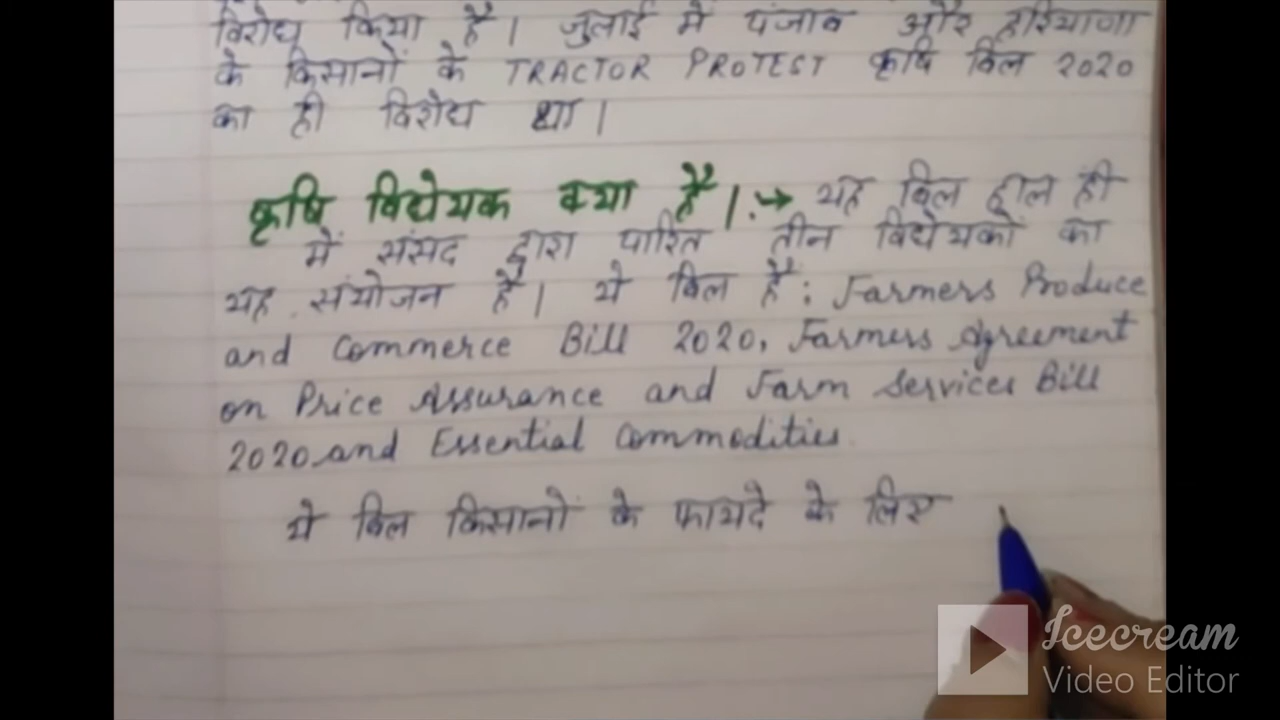 विरोध किया है। जुलाई में पंजाब और हरियाणा
के किसानों के TRACTOR PROTEST कृषि बिल 2020
का ही विरोध था।
कृषि विधेयक क्या है।.→ यह बिल हाल ही
में संसद द्वारा पारित तीन विधेयकों का
यह संयोजन है। ये बिल है: Farmers Produce
and Commerce Bill 2020, Farmers Agreement
on Price Assurance and Farm Services Bill
2020 and Essential Commodities.
ये बिल किसानों के फायदे के लिए
Icecream
Video Editor